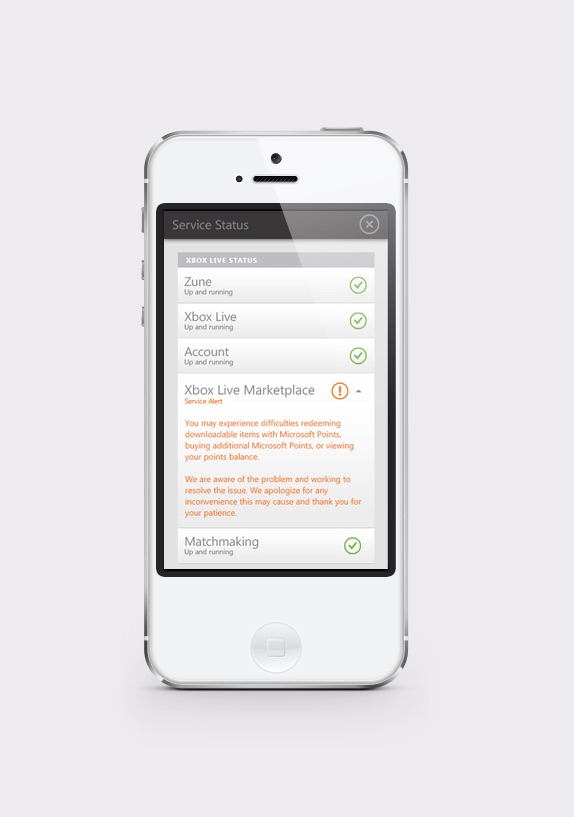 Service Status
XBOX LIVE STATUS
Zune
Up and running
Xbox Live
Up and running
Account
Up and running
Xbox Live Marketplace
Service Alert
You may experience difficulties redeeming
downloadable items with Microsoft Points,
buying additional Microsoft Points, or viewing
your points balance.
We are aware of the problem and working to
resolve the issue. We apologize for any
inconvenience this may cause and thank you for
your patience.
Matchmaking
Up and running